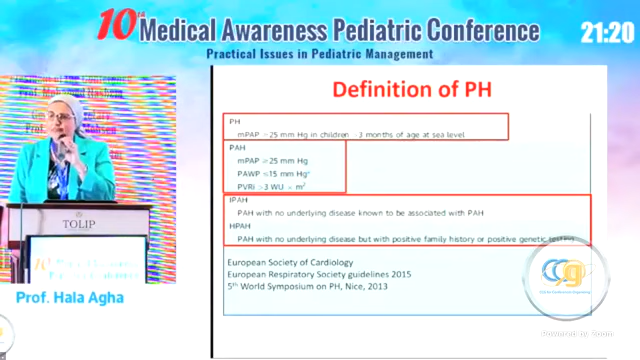 10th Medical Awareness Pediatric Conference
Practical Issues in Pediatric Management
21:20
Definition of PH
PH
mPAP ≥25 mm Hg in children >3 months of age at sea level
PAH
mPAP ≥25 mm Hg
PAWP ≤15 mm Hg
PVRi >3 WU × m²
IPAH
PAH with no underlying disease known to be associated with PAH
HPAH
PAH with no underlying disease but with positive family history or positive genetic testing
European Society of Cardiology
European Respiratory Society guidelines 2015
5th World Symposium on PH, Nice, 2013
TOLIP
Prof. Hala Agha
Powered by Zoom